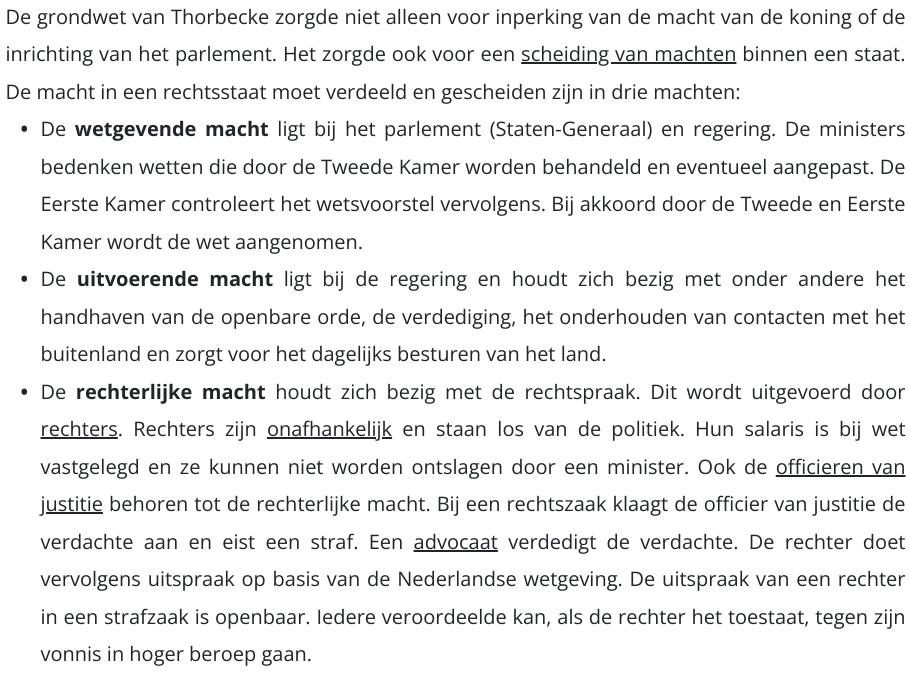 De grondwet van Thorbecke zorgde niet alleen voor inperking van de macht van de koning of de
inrichting van het parlement. Het zorgde ook voor een scheiding van machten binnen een staat.
De macht in een rechtsstaat moet verdeeld en gescheiden zijn in drie machten:
• De wetgevende macht ligt bij het parlement (Staten-Generaal) en regering. De ministers
bedenken wetten die door de Tweede Kamer worden behandeld en eventueel aangepast. De
Eerste Kamer controleert het wetsvoorstel vervolgens. Bij akkoord door de Tweede en Eerste
Kamer wordt de wet aangenomen.
• De uitvoerende macht ligt bij de regering en houdt zich bezig met onder andere het
handhaven van de openbare orde, de verdediging, het onderhouden van contacten met het
buitenland en zorgt voor het dagelijks besturen van het land.
• De rechterlijke macht houdt zich bezig met de rechtspraak. Dit wordt uitgevoerd door
rechters. Rechters zijn onafhankelijk en staan los van de politiek. Hun salaris is bij wet
vastgelegd en ze kunnen niet worden ontslagen door een minister. Ook de officieren van
justitie behoren tot de rechterlijke macht. Bij een rechtszaak klaagt de officier van justitie de
verdachte aan en eist een straf. Een advocaat verdedigt de verdachte. De rechter doet
vervolgens uitspraak op basis van de Nederlandse wetgeving. De uitspraak van een rechter
in een strafzaak is openbaar. Iedere veroordeelde kan, als de rechter het toestaat, tegen zijn
vonnis in hoger beroep gaan.